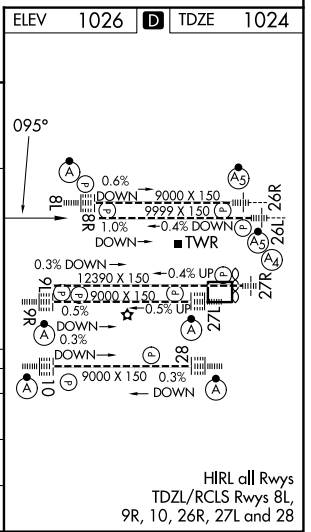 ELEV 1026 D TDZE 1024
095°
A
P
0.6%
DOWN
9000 X 150
A5
8L
8R
P
9999 X 150
P
26R
26L
1.0%
DOWN
0.4% DOWN
P
A5
A4
TWR
0.3% DOWN
12390 X 150
0.4% UP
P
27R
9L
P
P
9000 X 150
P
9R
0.5%
DOWN
0.5% UP
27L
A
0.3%
DOWN
A
P
28
10
P
9000 X 150
0.3%
DOWN
A
A
HIRL all Rwys
TDZL/RCLS Rwys 8L,
9R, 10, 26R, 27L and 28